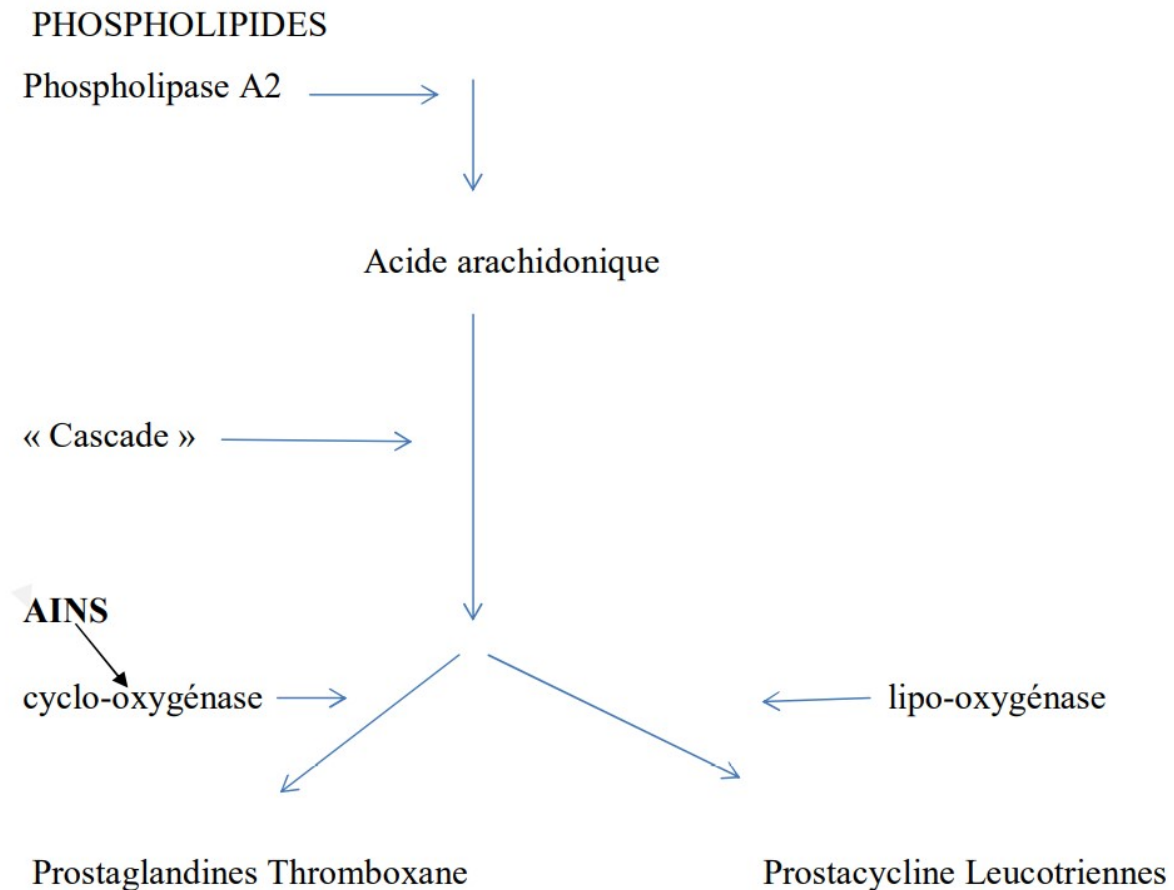 PHOSPHOLIPIDES
Phospholipase A2
Acide arachidonique
« Cascade »
AINS
cyclo-oxygénase
lipo-oxygénase
Prostaglandines Thromboxane
Prostacycline Leucotriennes